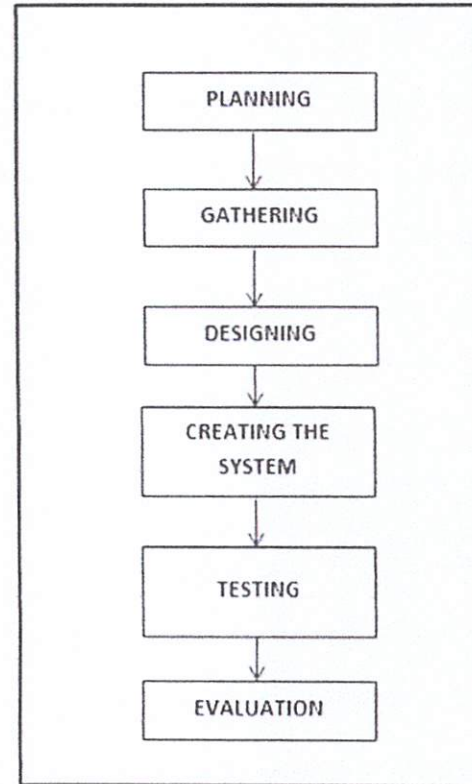 PLANNING
GATHERING
DESIGNING
CREATING THE
SYSTEM
TESTING
EVALUATION